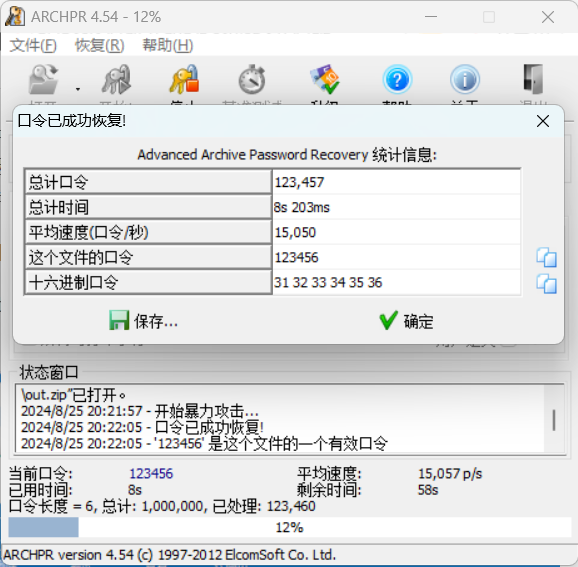 ARCHPR 4.54 - 12%
文件(F) 恢复(R) 帮助(H)
口令已成功恢复!
Advanced Archive Password Recovery 统计信息:
总计口令 123,457
总计时间 8s 203ms
平均速度(口令/秒) 15,050
这个文件的口令 123456
十六进制口令 31 32 33 34 35 36
保存... 确定
状态窗口
\out.zip"已打开。
2024/8/25 20:21:57 - 开始暴力攻击...
2024/8/25 20:22:05 - 口令已成功恢复!
2024/8/25 20:22:05 - '123456' 是这个文件的一个有效口令
当前口令: 123456 平均速度: 15,057 p/s
已用时间: 8s 剩余时间: 58s
口令长度 = 6, 总计: 1,000,000, 已处理: 123,460
12%
ARCHPR version 4.54 (c) 1997-2012 ElcomSoft Co. Ltd.